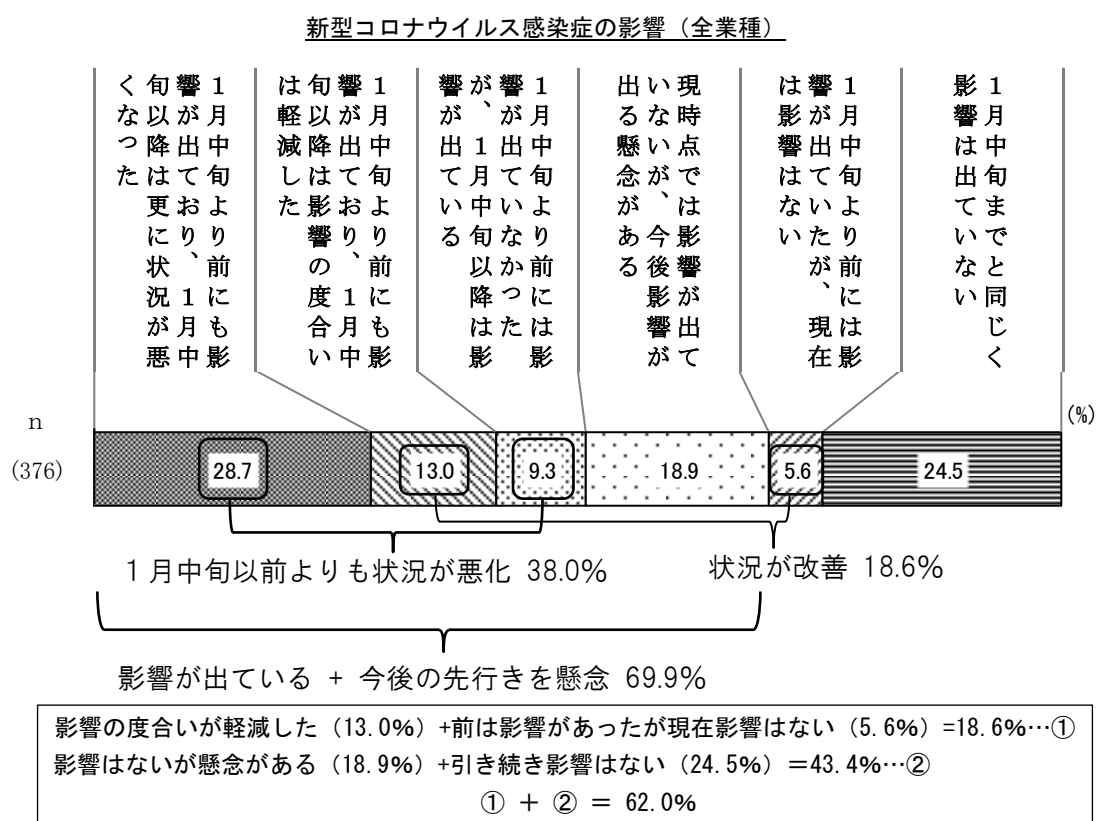 新型コロナウイルス感染症の影響（全業種）
１月中旬より前にも影
響が出ており、１月中
旬以降は更に状況が悪
くなった
１月中旬より前にも影
響が出ており、１月中
旬以降は影響の度合い
は軽減した
１月中旬より前には影
響が出ていなかった
が、１月中旬以降は影
響が出ている
現時点では影響が出て
いないが、今後影響が
出る懸念がある
１月中旬より前には影
響が出ていたが、現在
は影響はない
１月中旬までと同じく
影響は出ていない
(%)
n
(376)
28.7
13.0
9.3
18.9
5.6
24.5
１月中旬以前よりも状況が悪化 38.0%
状況が改善 18.6%
影響が出ている + 今後の先行きを懸念 69.9%
影響の度合いが軽減した（13.0%）+前は影響があったが現在影響はない（5.6%）=18.6%…①
影響はないが懸念がある（18.9%）+引き続き影響はない（24.5%）＝43.4%…②
① ＋ ② ＝ 62.0%